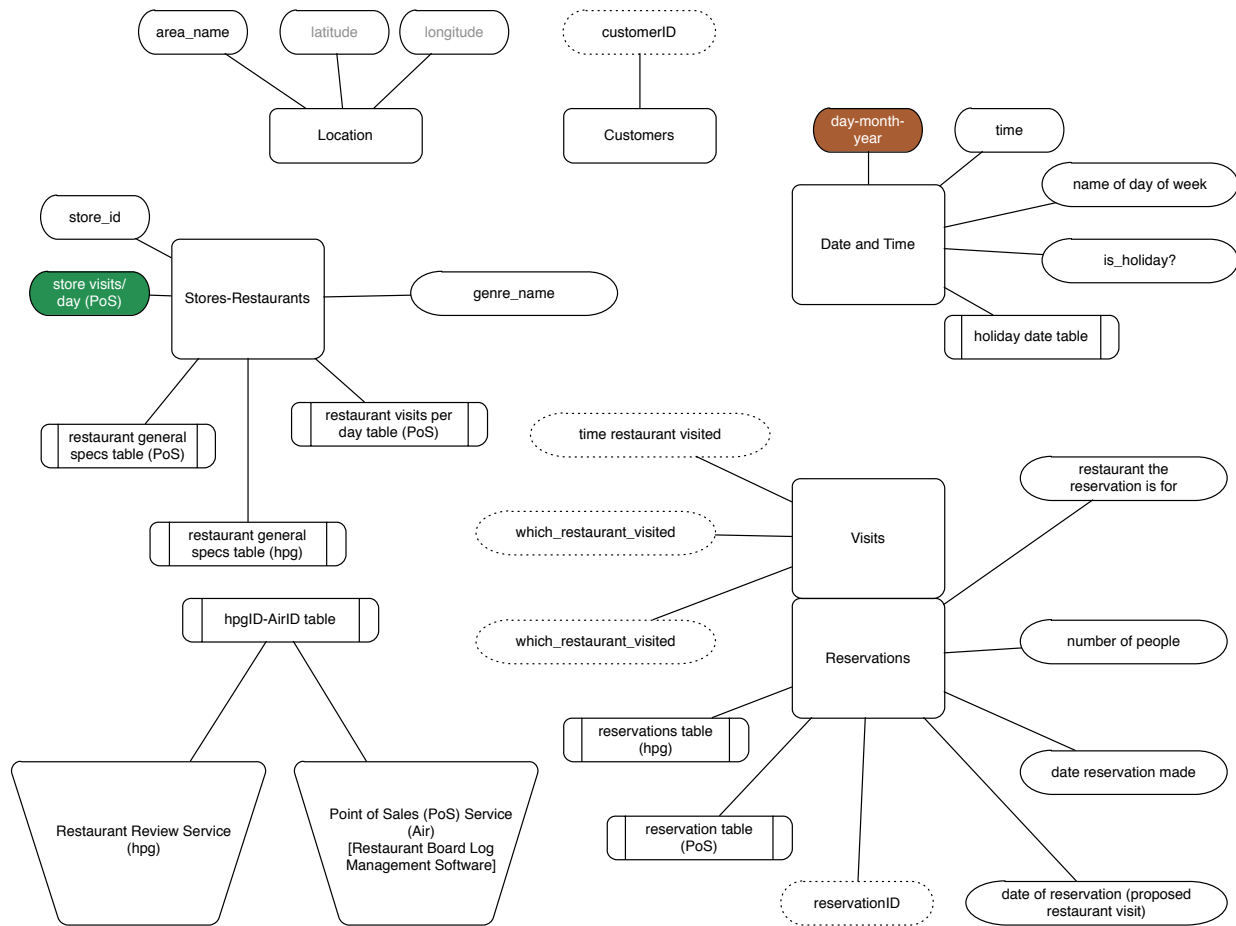 area_name
latitude
longitude
customerID
Location
Customers
day-month-
year
time
name of day of week
Date and Time
is_holiday?
holiday date table
store_id
store visits/
day (PoS)
Stores-Restaurants
genre_name
restaurant general
specs table (PoS)
restaurant visits per
day table (PoS)
restaurant general
specs table (hpg)
time restaurant visited
which_restaurant_visited
Visits
restaurant the
reservation is for
which_restaurant_visited
Reservations
number of people
reservations table
(hpg)
date reservation made
reservation table
(PoS)
reservationID
date of reservation (proposed
restaurant visit)
hpgID-AirID table
Restaurant Review Service
(hpg)
Point of Sales (PoS) Service
(Air)
[Restaurant Board Log
Management Software]